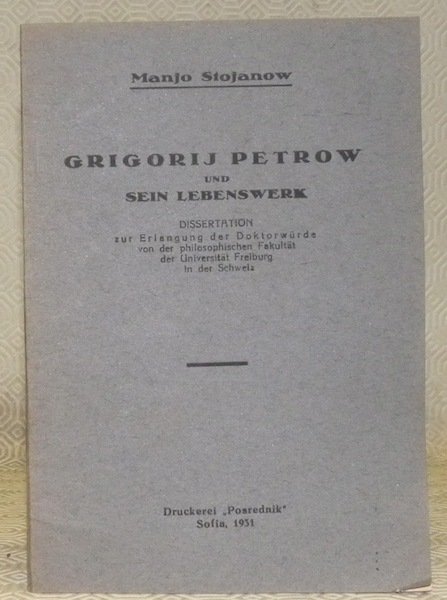 Manjo Stojanow
GRIGORIJ PETROW
UND
SEIN LEBENSWERK
DISSERTATION
zur Erlangung der Doktorwürde
von der philosophischen Fakultät
der Universität Freiburg
in der Schweiz
Druckerei „Posrednik“
Sofia, 1931